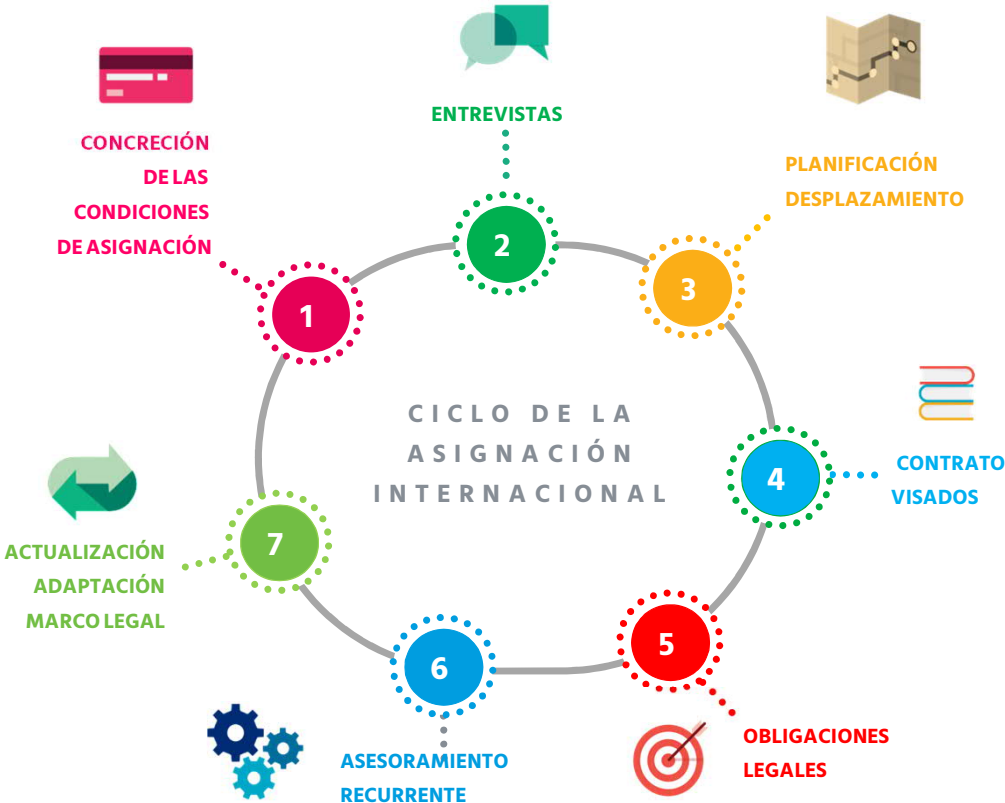 CICLO DE LA
ASIGNACIÓN
INTERNACIONAL
1
CONCRECIÓN
DE LAS
CONDICIONES
DE ASIGNACIÓN
2
ENTREVISTAS
3
PLANIFICACIÓN
DESPLAZAMIENTO
4
CONTRATO
VISADOS
5
OBLIGACIONES
LEGALES
6
ASESORAMIENTO
RECURRENTE
7
ACTUALIZACIÓN
ADAPTACIÓN
MARCO LEGAL